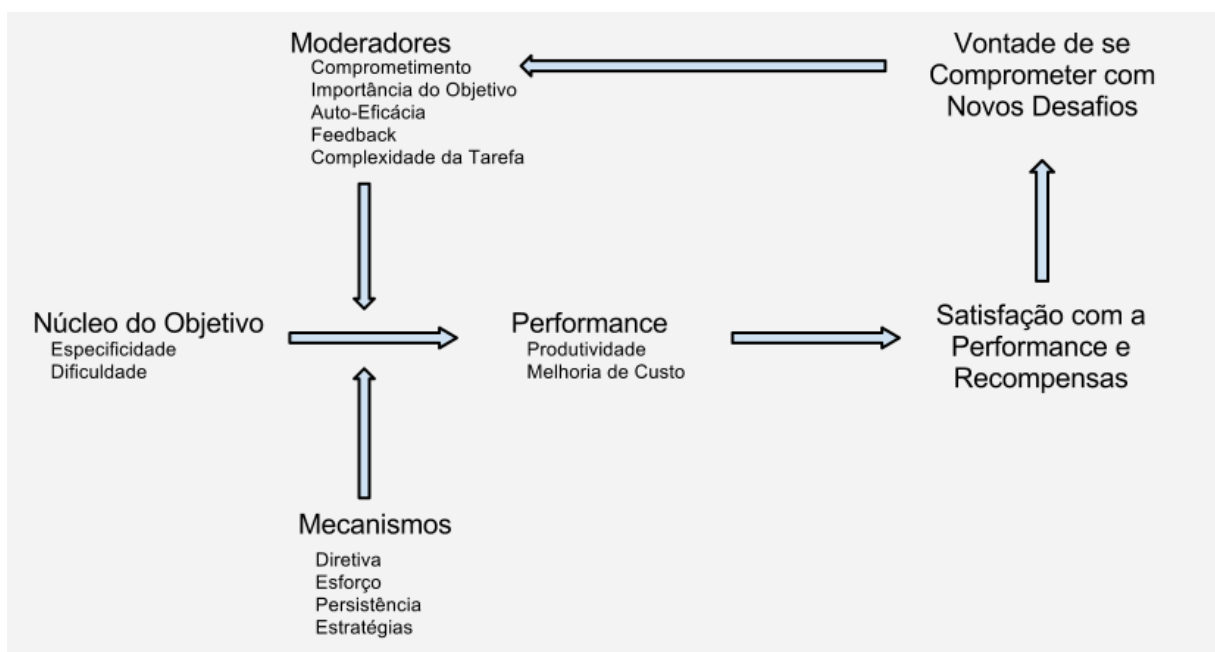 Moderadores
Comprometimento
Importância do Objetivo
Auto-Eficácia
Feedback
Complexidade da Tarefa
Vontade de se
Comprometer com
Novos Desafios
Núcleo do Objetivo
Especificidade
Dificuldade
Performance
Produtividade
Melhoria de Custo
Satisfação com a
Performance e
Recompensas
Mecanismos
Diretiva
Esforço
Persistência
Estratégias